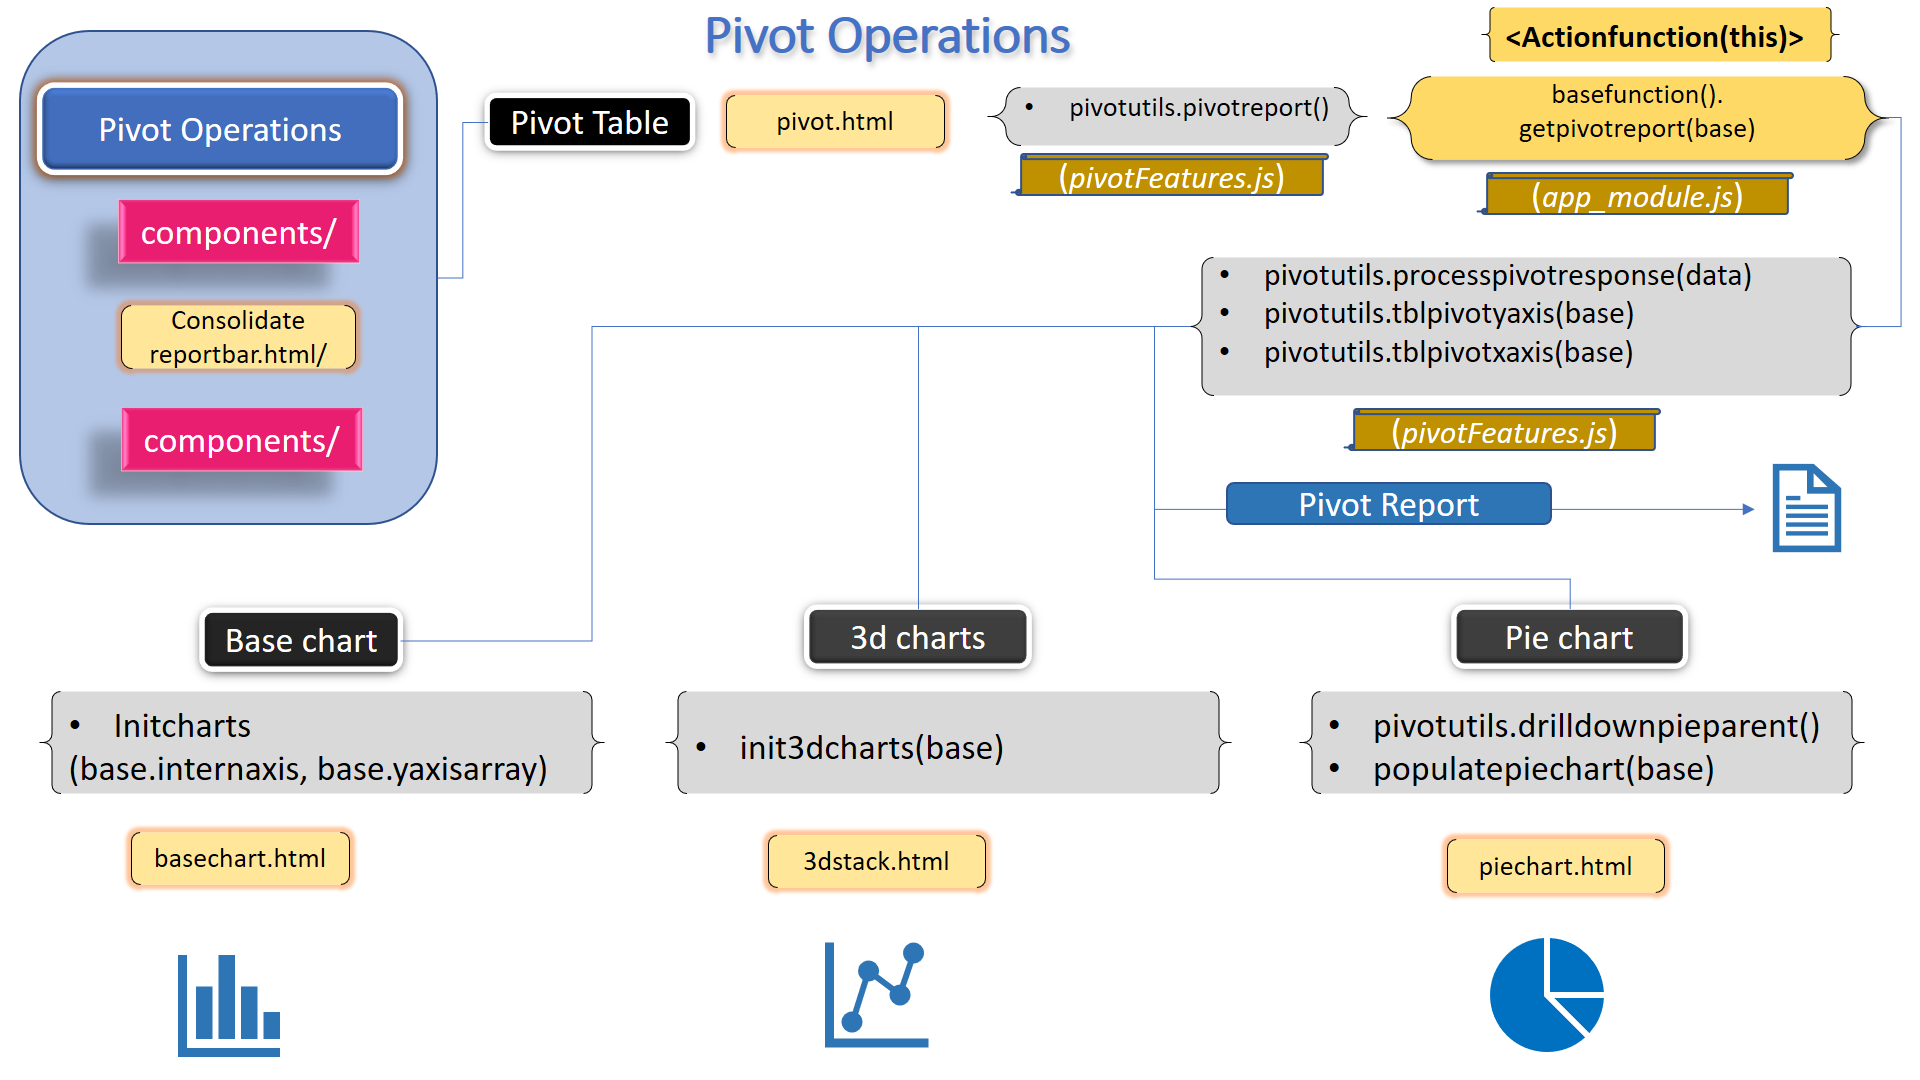 Pivot Operations
<Actionfunction(this)>
Pivot Operations
components/
Consolidate
reportbar.html/
components/
Pivot Table
pivot.html
• pivotutils.pivotreport()
(pivotFeatures.js)
basefunction().
getpivotreport(base)
(app_module.js)
• pivotutils.processpivotresponse(data)
• pivotutils.tblpivotyaxis(base)
• pivotutils.tblpivotxaxis(base)
(pivotFeatures.js)
Pivot Report
Base chart
• Initcharts
(base.internaxis, base.yaxisarray)
basechart.html
3d charts
• init3dcharts(base)
3dstack.html
Pie chart
• pivotutils.drilldownpieparent()
• populatepiechart(base)
piechart.html